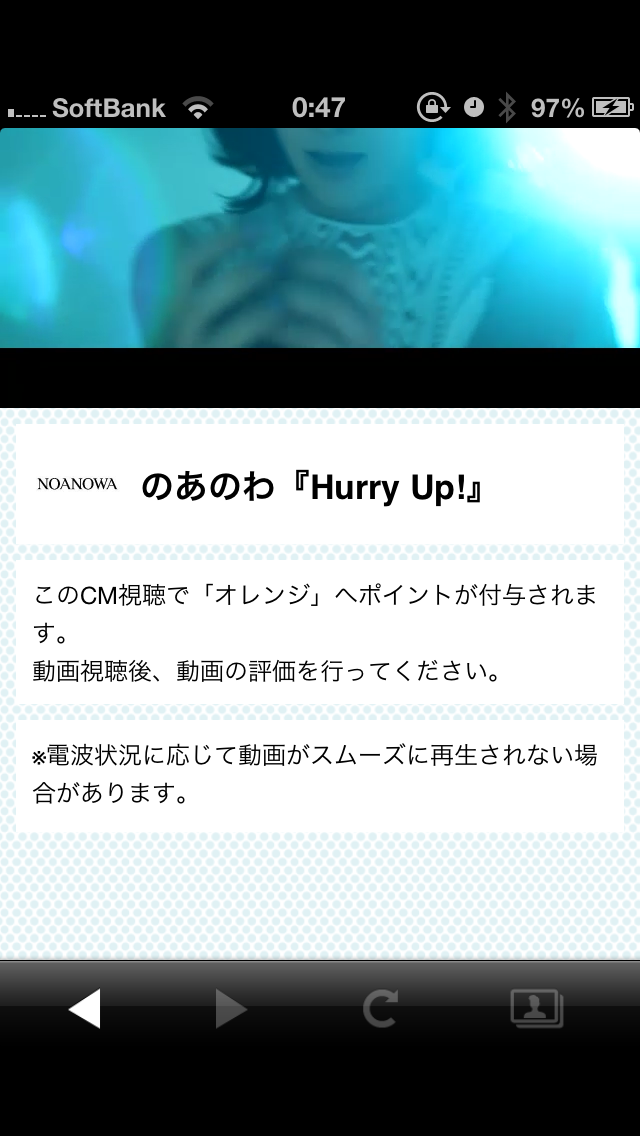 SoftBank 0:47 97%
NOANOWA のあのわ『Hurry Up!』
このCM視聴で「オレンジ」へポイントが付与されま
す。
動画視聴後、動画の評価を行ってください。
※電波状況に応じて動画がスムーズに再生されない場
合があります。